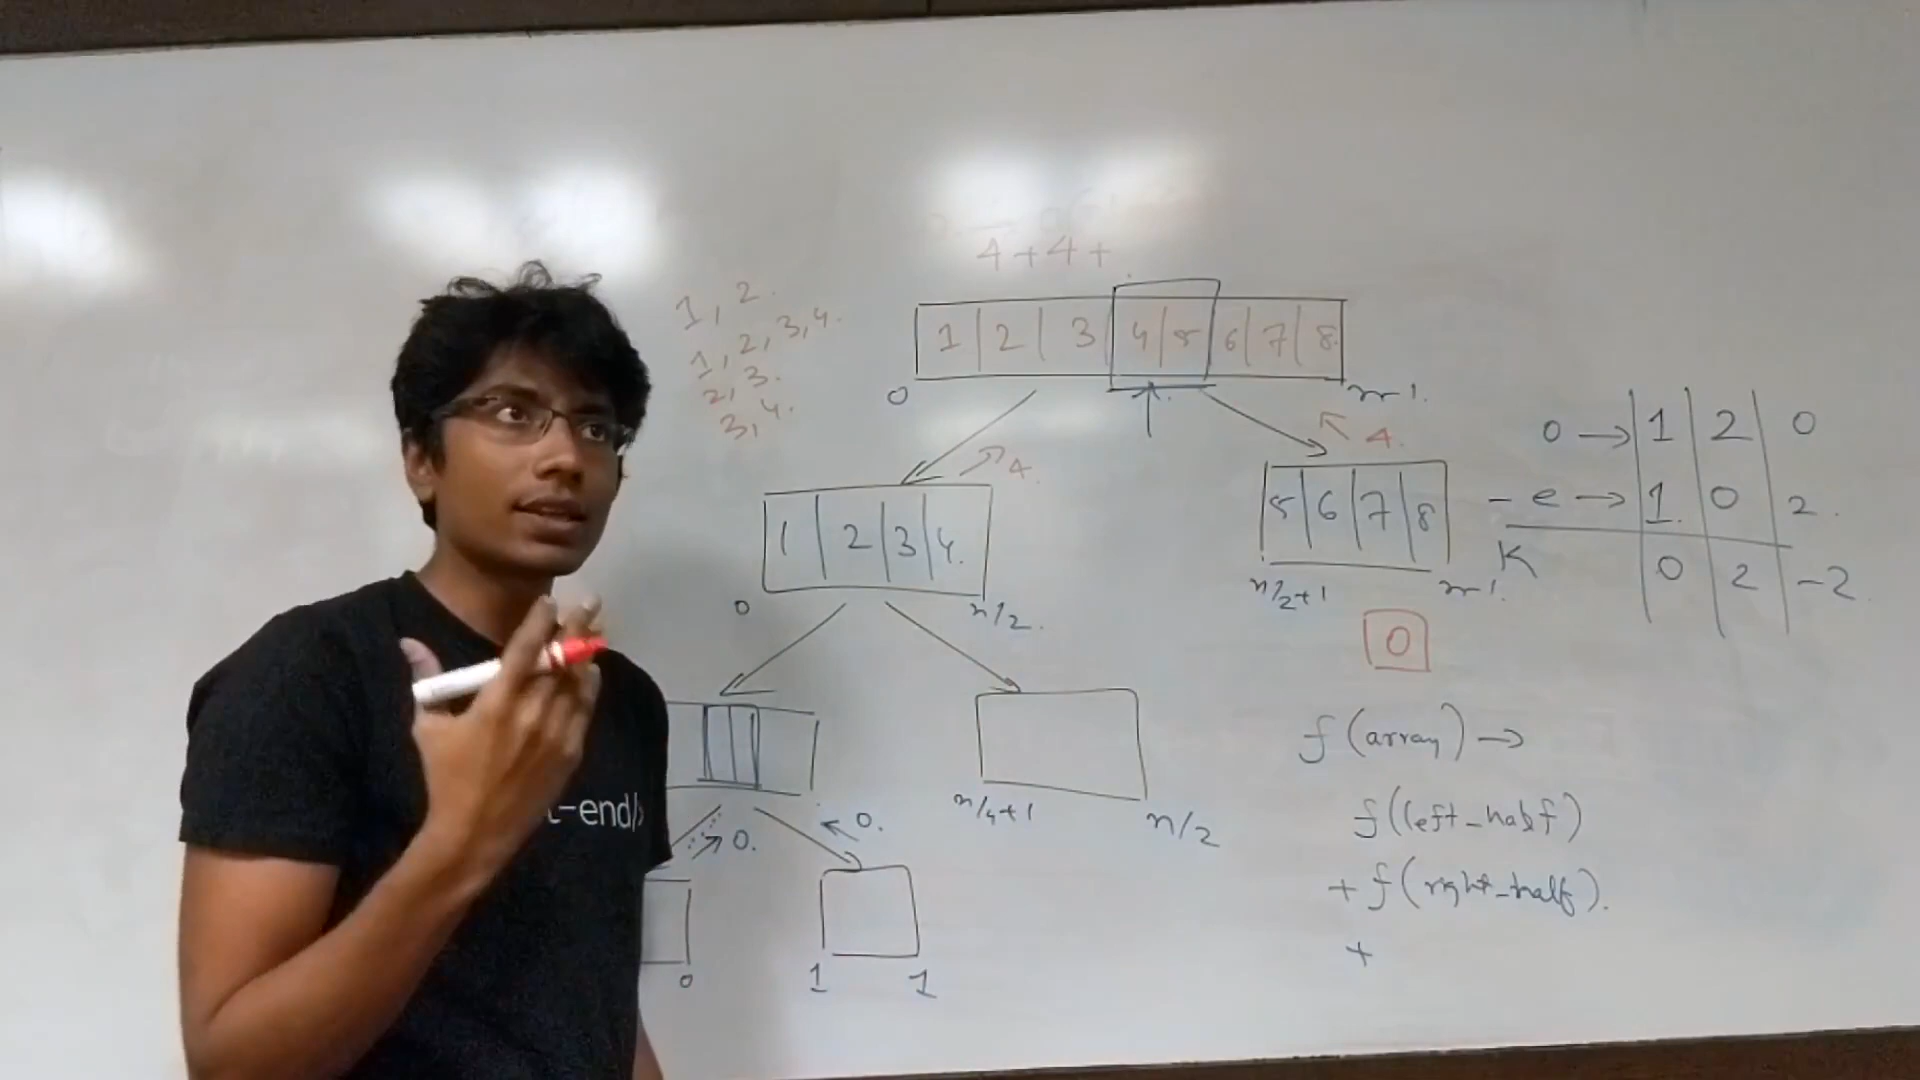 4+4+
1, 2.
1, 2, 3, 4.
2, 3.
3, 4.
1 2 3 4 5 6 7 8
0 n-1.
4.
4.
1 2 3 4.
0 n/2.
5 6 7 8
n/2+1 n-1.
0 → 1 2 0
- e → 1. 0 2.
K 0 2 -2
0
n/4+1 n/2
0. 0.
0 1 1
t-end/>
f(array) →
f(left_half)
+ f(right_half).
+